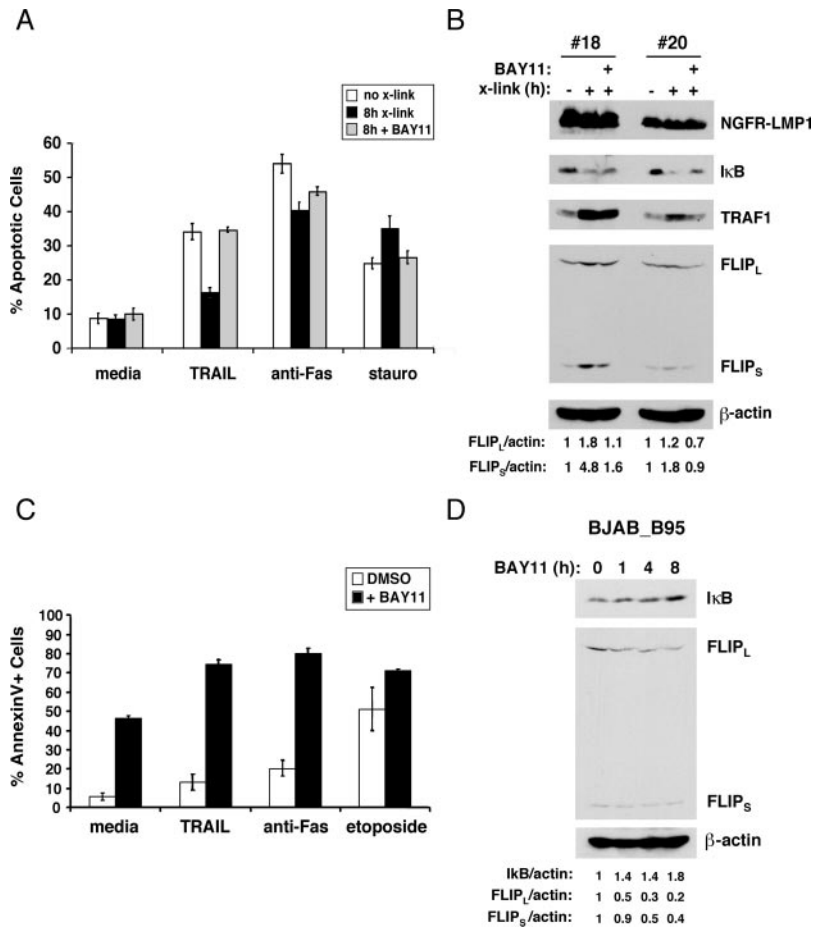 A
no x-link
8h x-link
8h + BAY11
% Apoptotic Cells
60
50
40
30
20
10
0
media TRAIL anti-Fas stauro
B
#18 #20
BAY11: + +
x-link (h): - + + - + +
NGFR-LMP1
IκB
TRAF1
FLIPL
FLIPS
β-actin
FLIPL/actin: 1 1.8 1.1 1 1.2 0.7
FLIPS/actin: 1 4.8 1.6 1 1.8 0.9
C
DMSO
+ BAY11
% AnnexinV+ Cells
100
90
80
70
60
50
40
30
20
10
0
media TRAIL anti-Fas etoposide
D
BJAB_B95
BAY11 (h): 0 1 4 8
IκB
FLIPL
FLIPS
β-actin
IkB/actin: 1 1.4 1.4 1.8
FLIPL/actin: 1 0.5 0.3 0.2
FLIPS/actin: 1 0.9 0.5 0.4